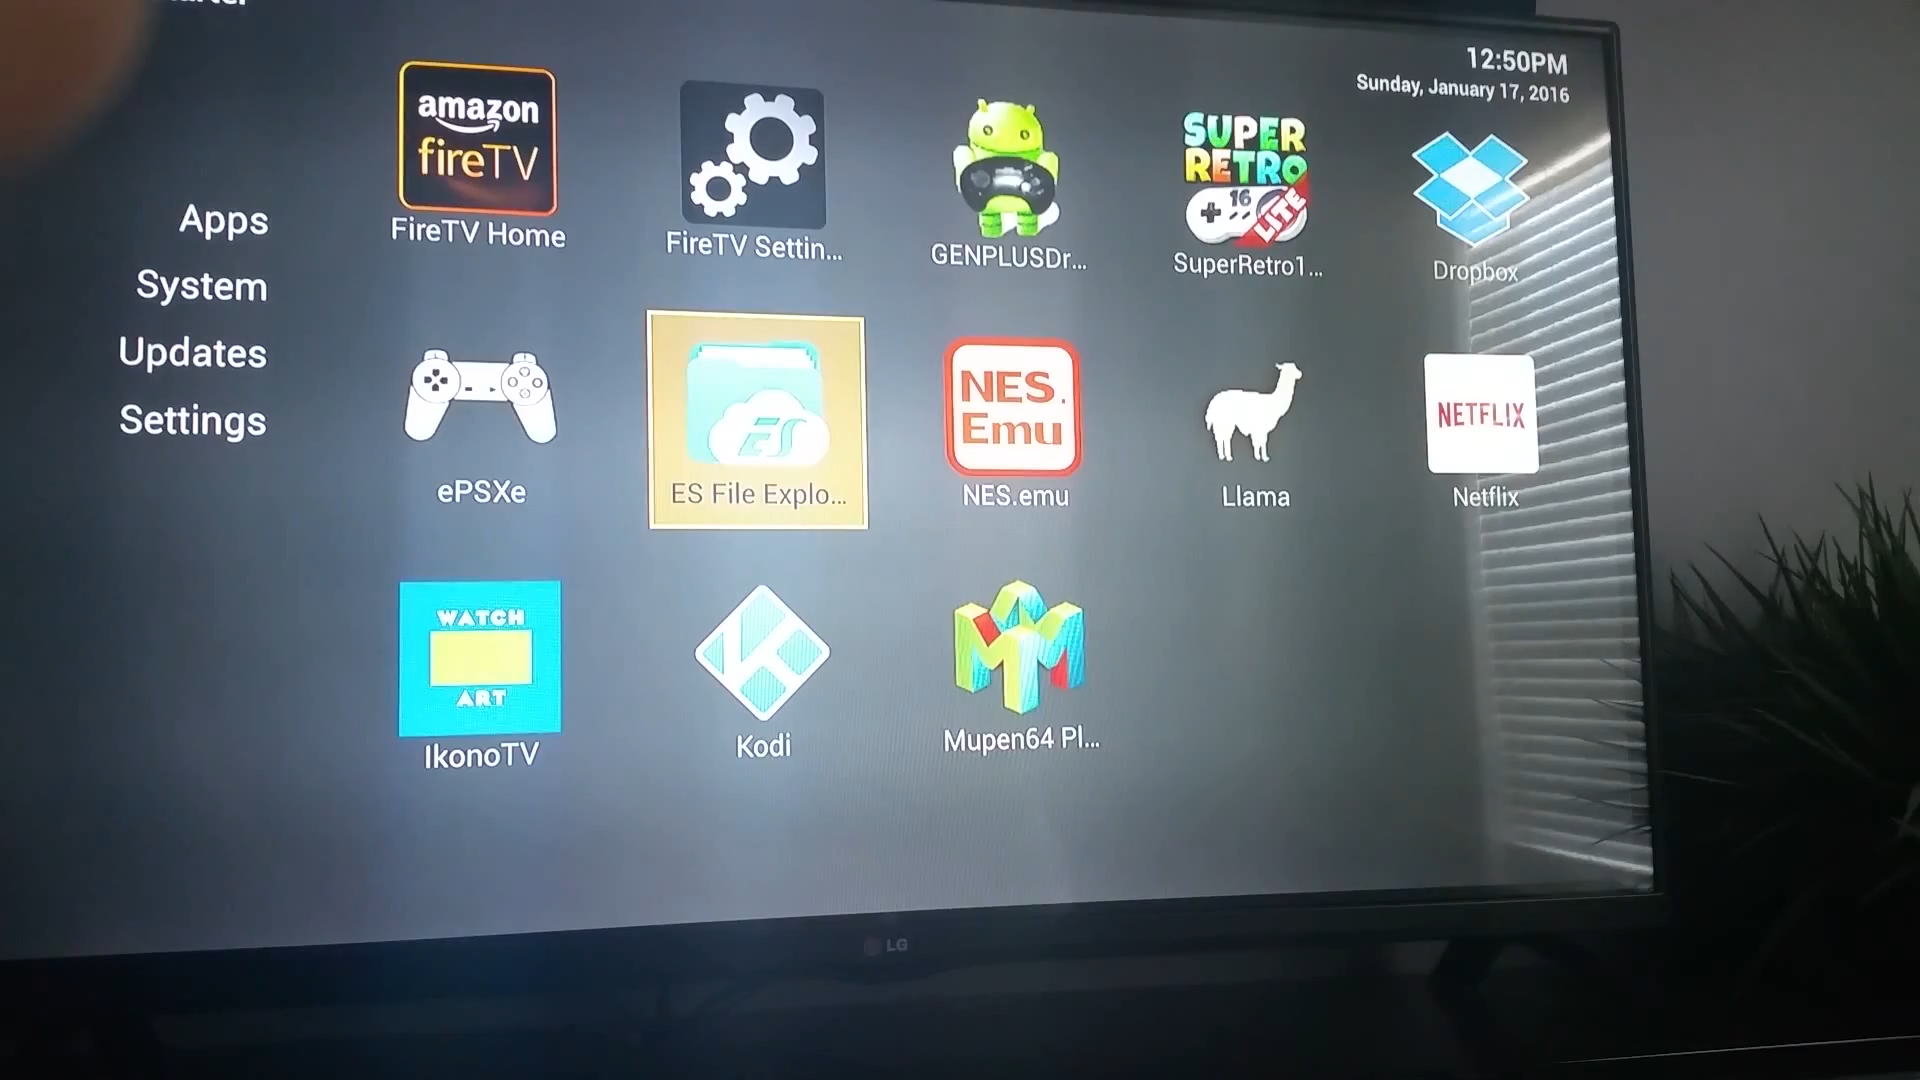 12:50PM
Sunday, January 17, 2016
Apps
System
Updates
Settings
amazon
fireTV
FireTV Home
FireTV Settin...
GENPLUSDr...
SUPER
RETRO
16
LITE
SuperRetro1...
Dropbox
ePSXe
ES
ES File Explo...
NES.
Emu
NES.emu
Llama
NETFLIX
Netflix
WATCH
ART
IkonoTV
Kodi
Mupen64 Pl...
LG